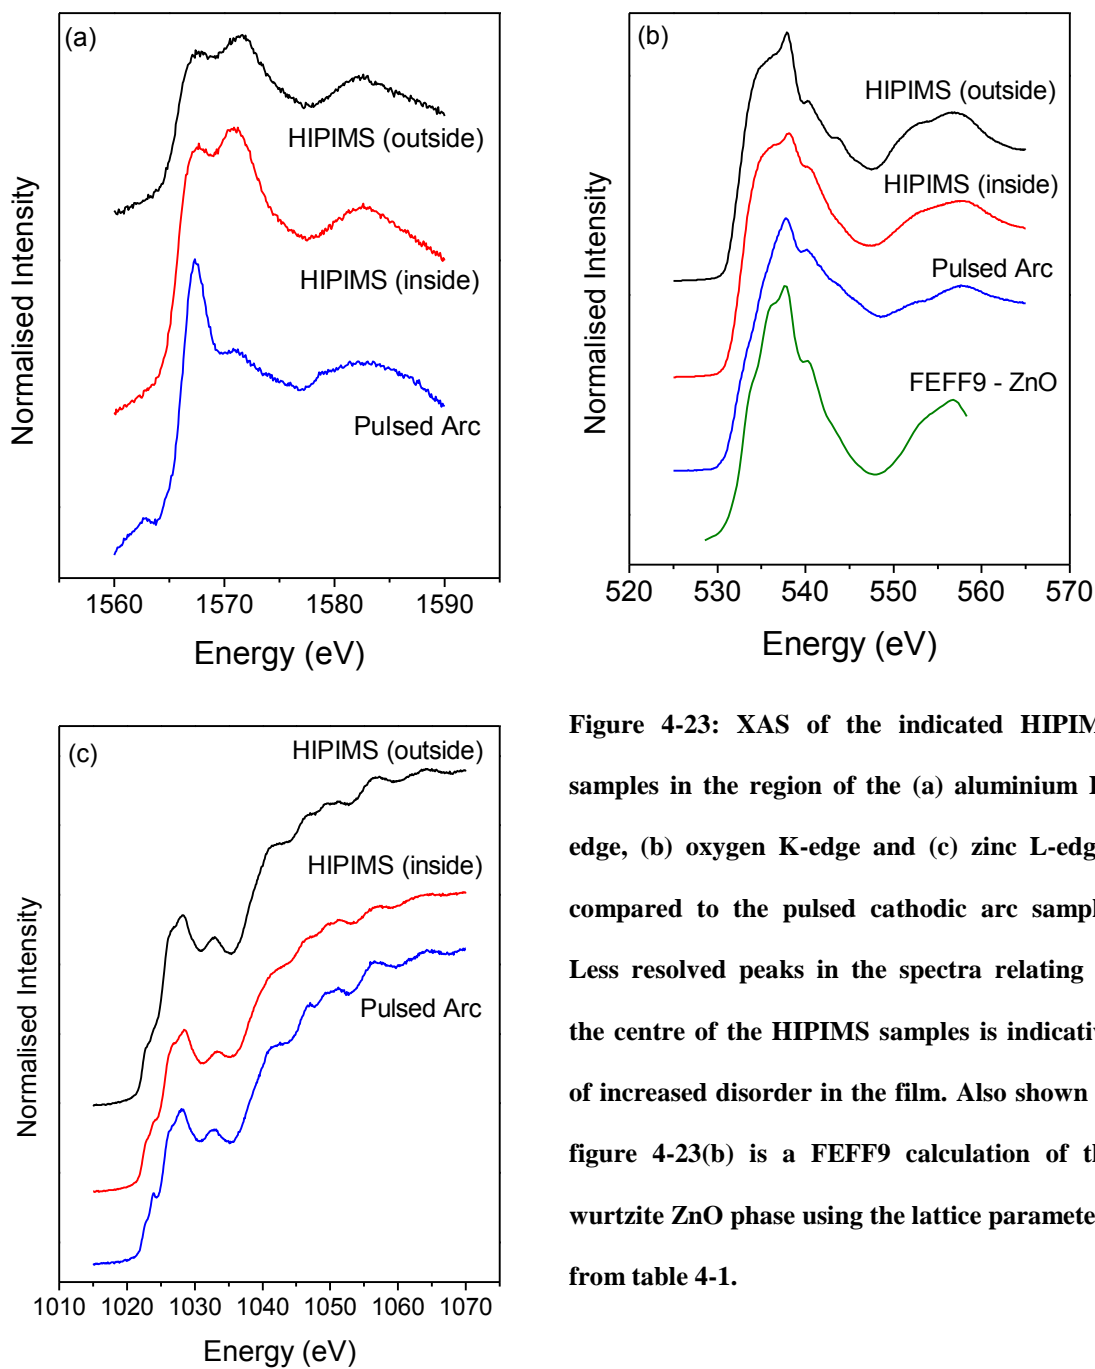 (a)
HIPIMS (outside)
HIPIMS (inside)
Pulsed Arc
Normalised Intensity
1560 1570 1580 1590
Energy (eV)
(b)
HIPIMS (outside)
HIPIMS (inside)
Pulsed Arc
FEFF9 - ZnO
Normalised Intensity
520 530 540 550 560 570
Energy (eV)
(c)
HIPIMS (outside)
HIPIMS (inside)
Pulsed Arc
Normalised Intensity
1010 1020 1030 1040 1050 1060 1070
Energy (eV)
Figure 4-23: XAS of the indicated HIPIM
samples in the region of the (a) aluminium
edge, (b) oxygen K-edge and (c) zinc L-edg
compared to the pulsed cathodic arc sampl
Less resolved peaks in the spectra relating
the centre of the HIPIMS samples is indicativ
of increased disorder in the film. Also shown
figure 4-23(b) is a FEFF9 calculation of th
wurtzite ZnO phase using the lattice paramete
from table 4-1.